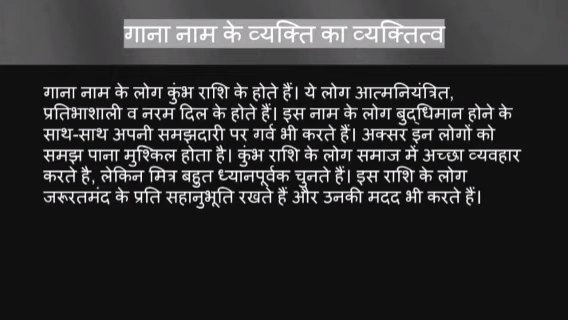 गाना नाम के व्यक्ति का व्यक्तित्व
गाना नाम के लोग कुंभ राशि के होते हैं। ये लोग आत्मनियंत्रित,
प्रतिभाशाली व नरम दिल के होते हैं। इस नाम के लोग बुद्धिमान होने के
साथ-साथ अपनी समझदारी पर गर्व भी करते हैं। अक्सर इन लोगों को
समझ पाना मुश्किल होता है। कुंभ राशि के लोग समाज में अच्छा व्यवहार
करते है, लेकिन मित्र बहुत ध्यानपूर्वक चुनते हैं। इस राशि के लोग
जरूरतमंद के प्रति सहानुभूति रखते हैं और उनकी मदद भी करते हैं।